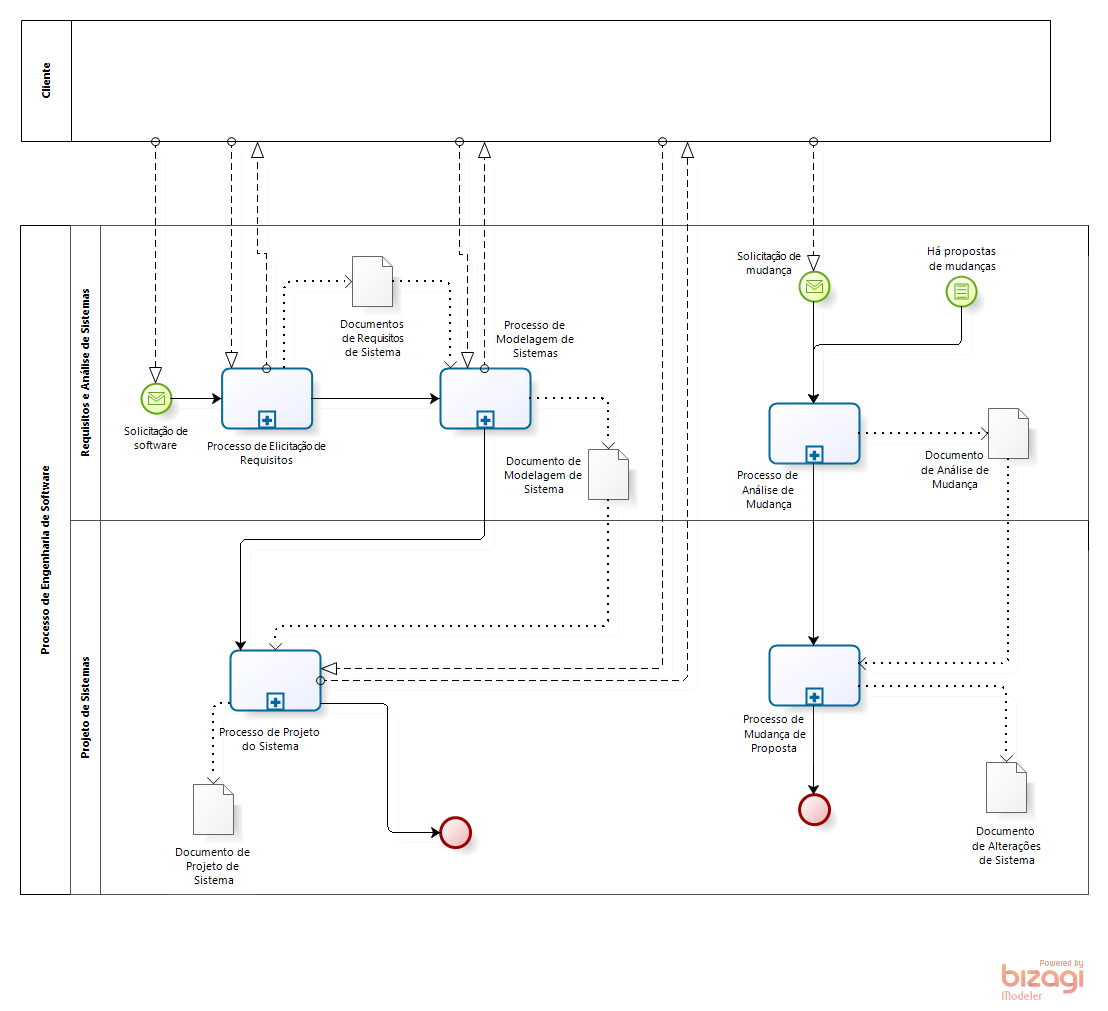 Cliente
Processo de Engenharia de Software
Requisitos e Análise de Sistemas
Solicitação de
software
Processo de Elicitação de
Requisitos
Documentos
de Requisitos
de Sistema
Processo de
Modelagem de
Sistemas
Documento de
Modelagem de
Sistema
Solicitação de
mudança
Há propostas
de mudanças
Processo de
Análise de
Mudança
Documento
de Análise de
Mudança
Projeto de Sistemas
Processo de Projeto
do Sistema
Documento de
Projeto de
Sistema
Processo de
Mudança de
Proposta
Documento
de Alterações
de Sistema
Powered by
bizagi
Modeler